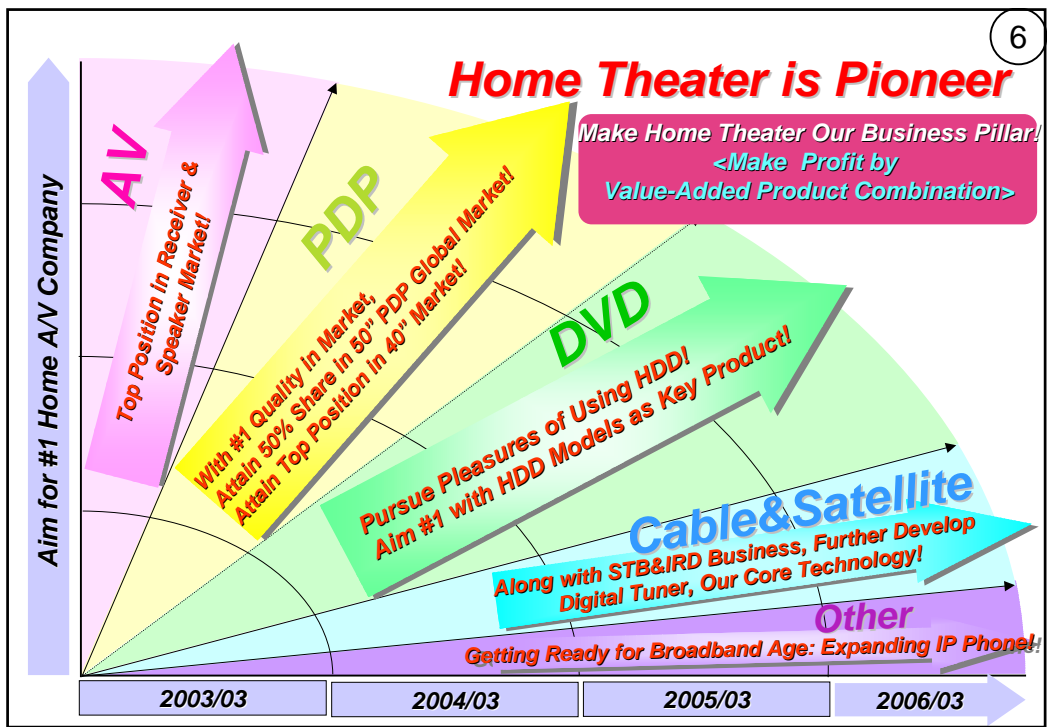 6
Home Theater is Pioneer
Make Home Theater Our Business Pillar!
<Make Profit by
Value-Added Product Combination>
Aim for #1 Home A/V Company
AV
Top Position in Receiver &
Speaker Market!
PDP
With #1 Quality in Market,
Attain 50% Share in 50” PDP Global Market!
Attain Top Position in 40” Market!
DVD
Pursue Pleasures of Using HDD!
Aim #1 with HDD Models as Key Product!
Cable&Satellite
Along with STB&IRD Business, Further Develop
Digital Tuner, Our Core Technology!
Other
Getting Ready for Broadband Age: Expanding IP Phone!
2003/03
2004/03
2005/03
2006/03